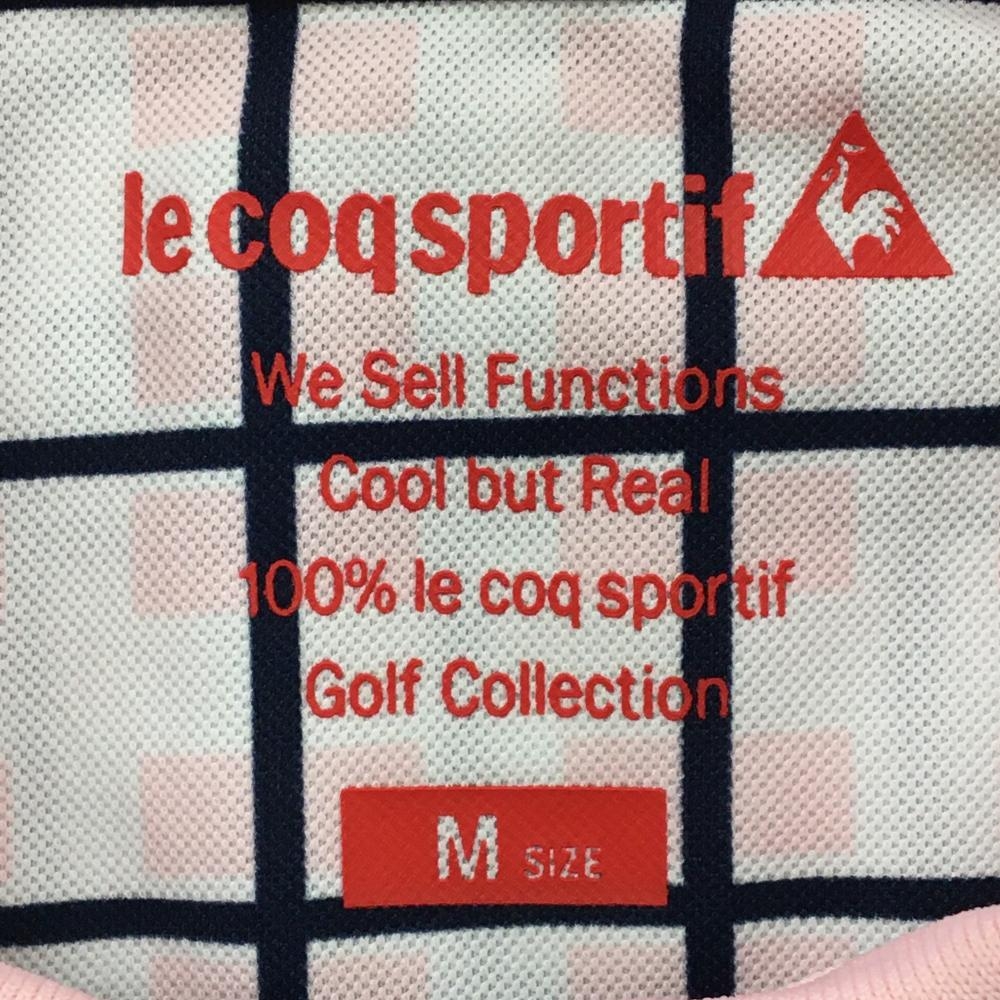 le coq sportif
We Sell Functions
Cool but Real
100% le coq sportif
Golf Collection
M SIZE